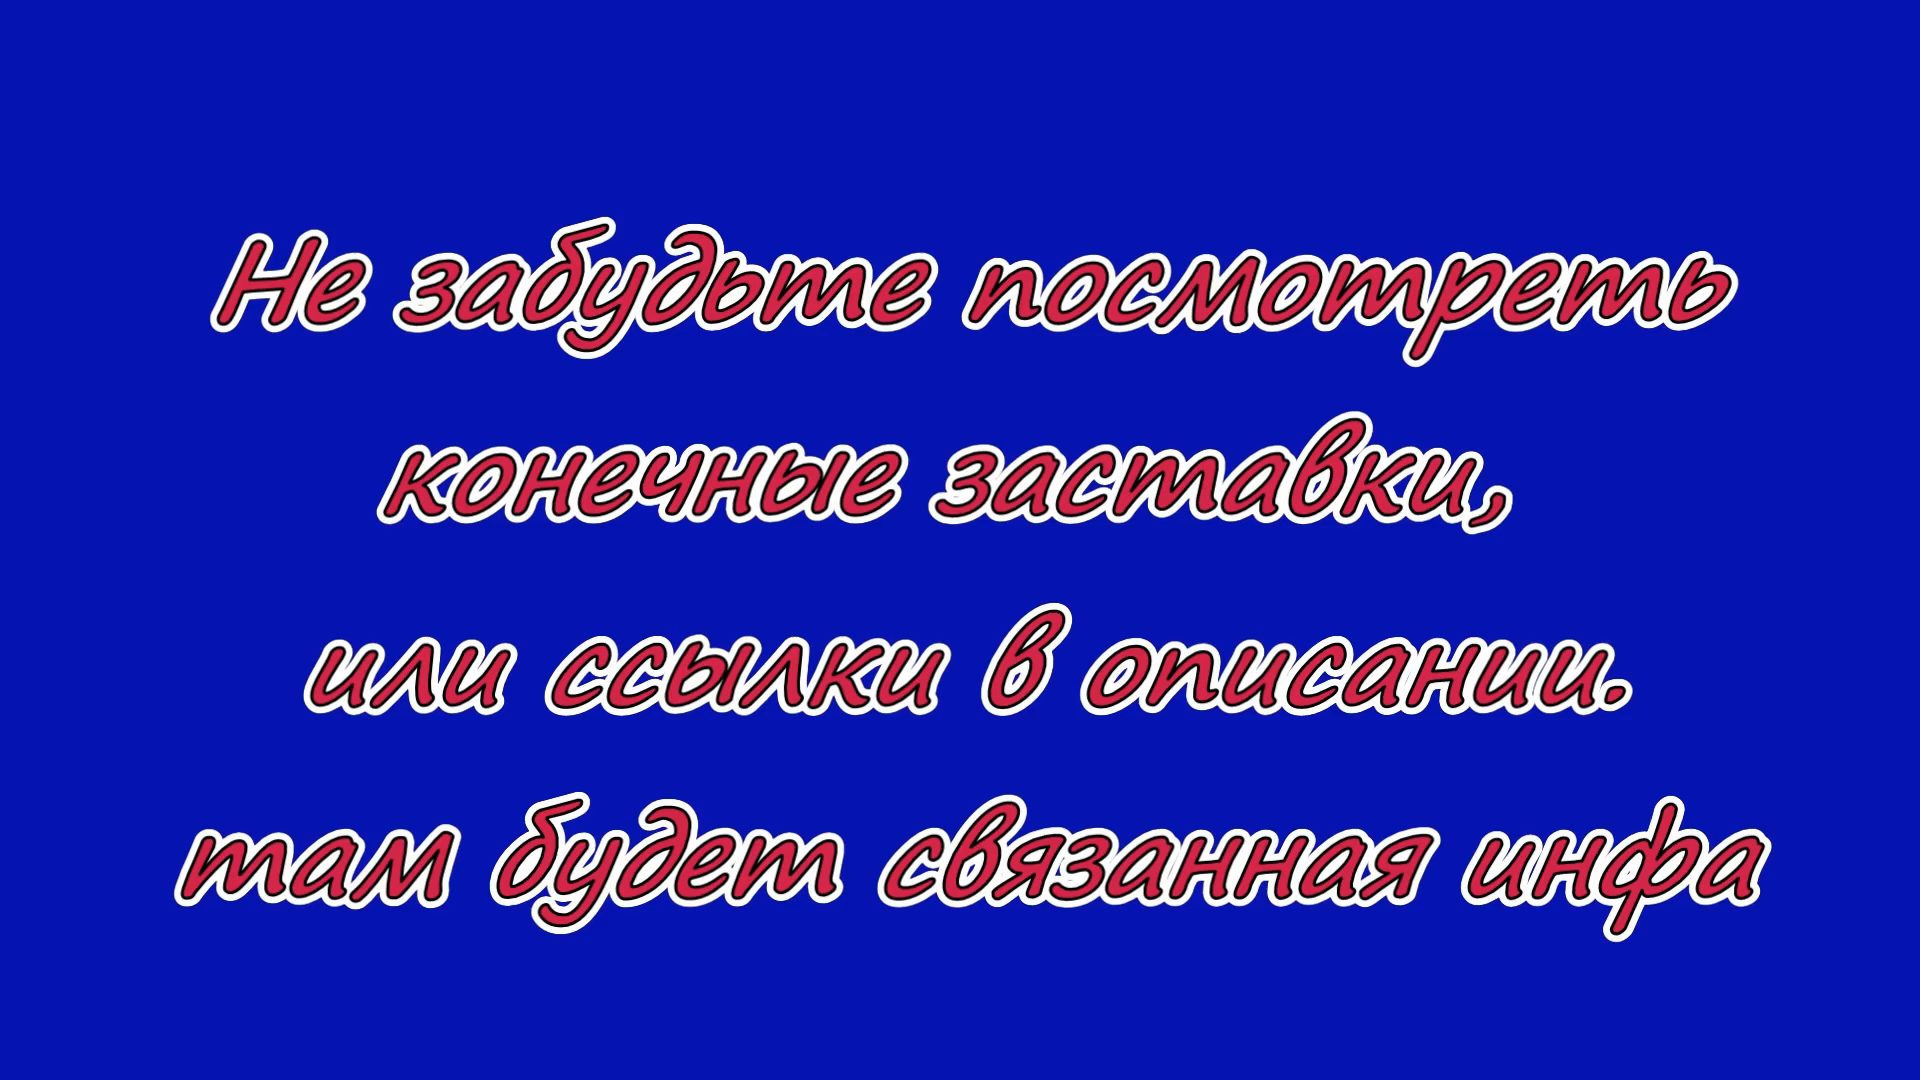 Не забудьте посмотреть
конечные заставки,
или ссылки в описании.
там будет связанная инфа